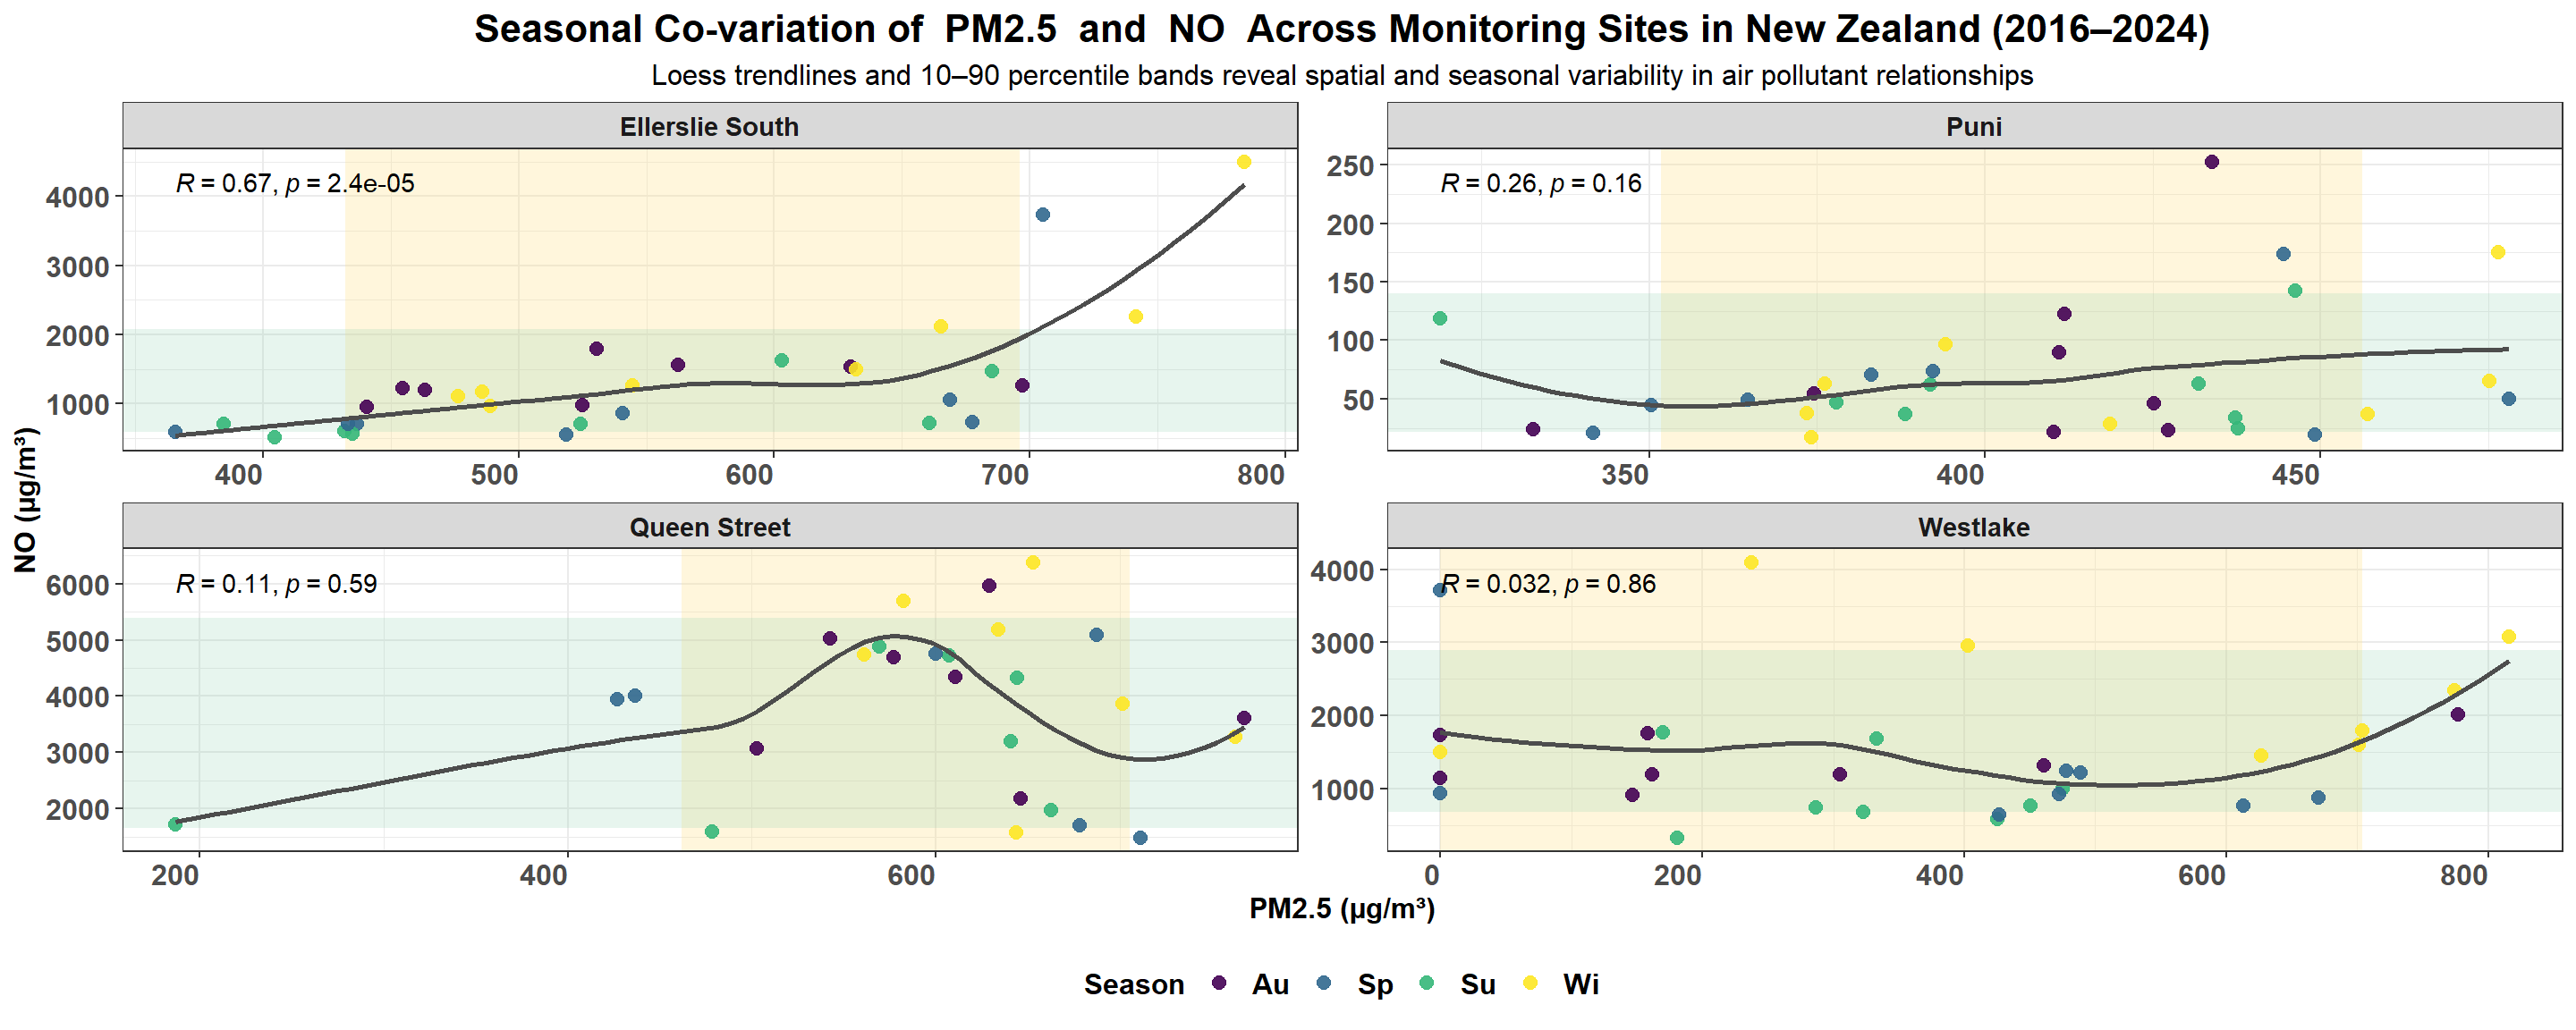 Seasonal Co-variation of PM2.5 and NO Across Monitoring Sites in New Zealand (2016–2024)
Loess trendlines and 10–90 percentile bands reveal spatial and seasonal variability in air pollutant relationships
Ellerslie South
R = 0.67, p = 2.4e-05
4000
3000
2000
1000
400 500 600 700 800
Puni
R = 0.26, p = 0.16
250
200
150
100
50
350 400 450
Queen Street
R = 0.11, p = 0.59
6000
5000
4000
3000
2000
200 400 600
Westlake
R = 0.032, p = 0.86
4000
3000
2000
1000
0 200 400 600 800
NO (µg/m³)
PM2.5 (µg/m³)
Season Au Sp Su Wi